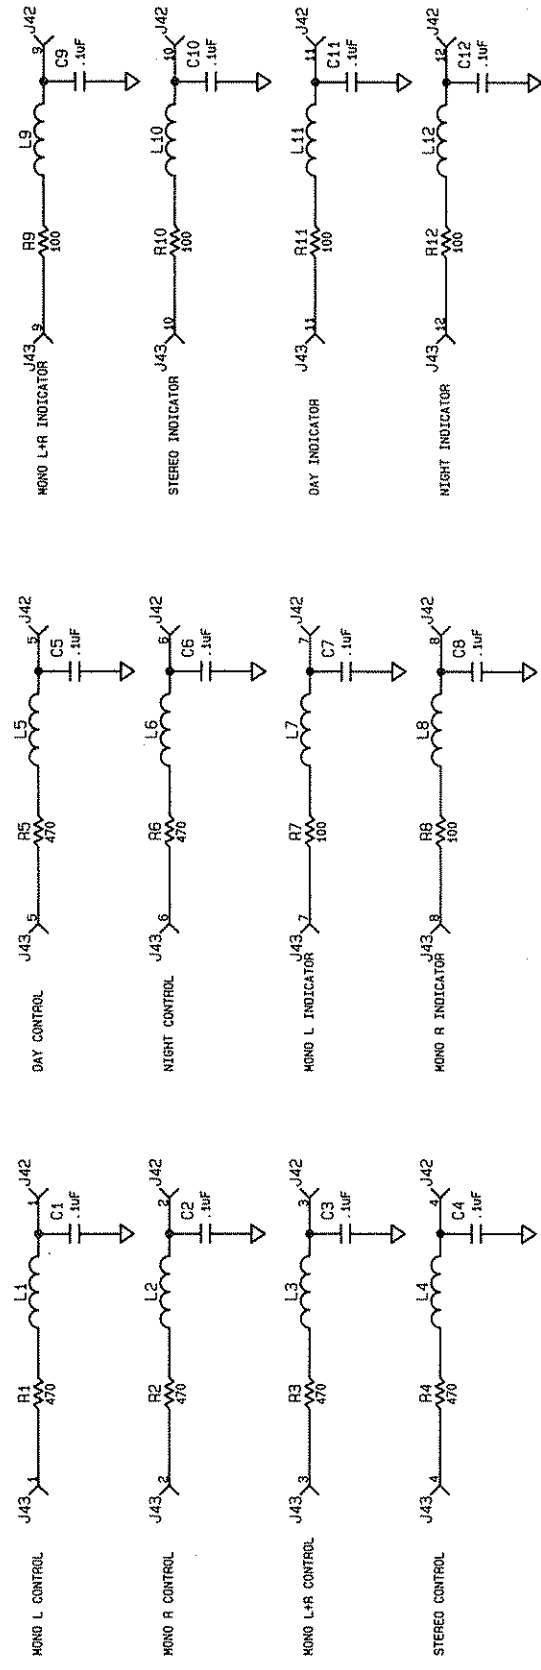 MONO L CONTROL
J43
1
R1
470
L1
1
J42
C1
.1uF
MONO R CONTROL
J43
2
R2
470
L2
2
J42
C2
.1uF
MONO L+R CONTROL
J43
3
R3
470
L3
3
J42
C3
.1uF
STEREO CONTROL
J43
4
R4
470
L4
4
J42
C4
.1uF
DAY CONTROL
J43
5
R5
470
L5
5
J42
C5
.1uF
NIGHT CONTROL
J43
6
R6
470
L6
6
J42
C6
.1uF
MONO L INDICATOR
J43
7
R7
100
L7
7
J42
C7
.1uF
MONO R INDICATOR
J43
8
R8
100
L8
8
J42
C8
.1uF
MONO L+R INDICATOR
J43
9
R9
100
L9
9
J42
C9
.1uF
STEREO INDICATOR
J43
10
R10
100
L10
10
J42
C10
.1uF
DAY INDICATOR
J43
11
R11
100
L11
11
J42
C11
.1uF
NIGHT INDICATOR
J43
12
R12
100
L12
12
J42
C12
.1uF